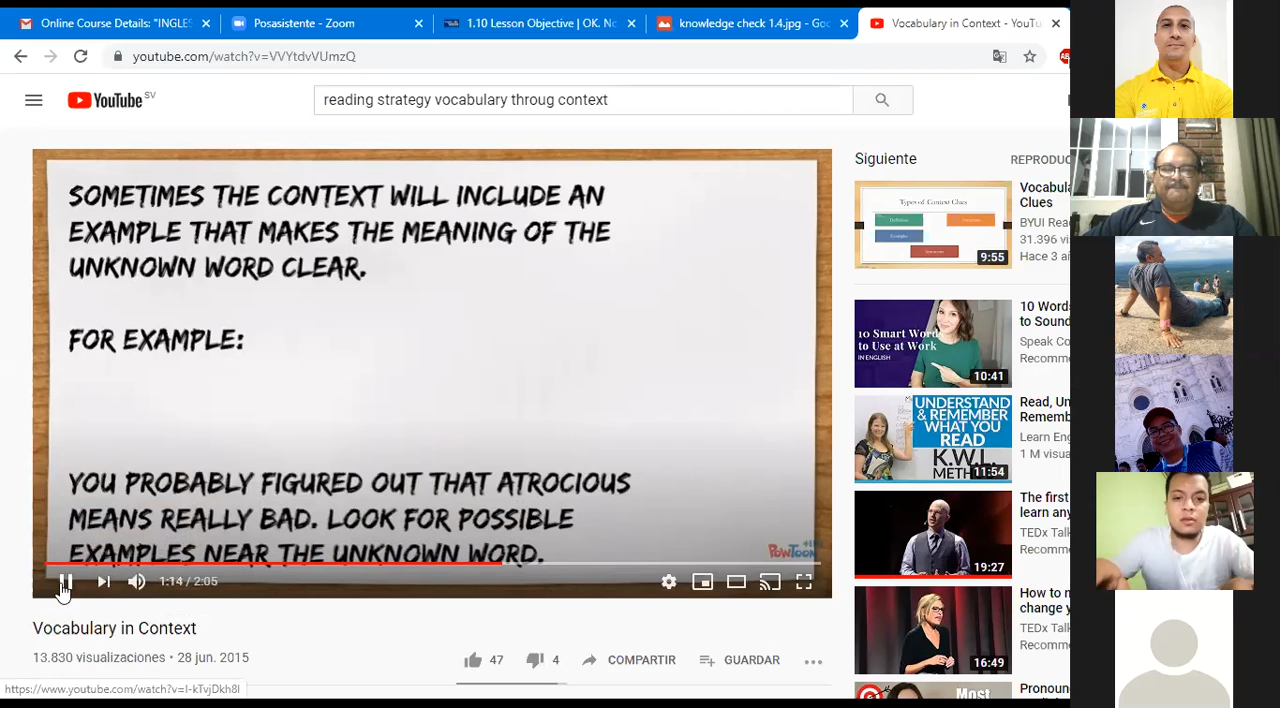 Online Course Details: "INGLES
Posasistente - Zoom
1.10 Lesson Objective | OK. No
knowledge check 1.4.jpg - Goo
Vocabulary in Context - YouTu
youtube.com/watch?v=VVYtdvVUmzQ
YouTube SV
reading strategy vocabulary throug context
SOMETIMES THE CONTEXT WILL INCLUDE AN
EXAMPLE THAT MAKES THE MEANING OF THE
UNKNOWN WORD CLEAR.
FOR EXAMPLE:
YOU PROBABLY FIGURED OUT THAT ATROCIOUS
MEANS REALLY BAD. LOOK FOR POSSIBLE
EXAMPLES NEAR THE UNKNOWN WORD.
POWTOON
1:14 / 2:05
Vocabulary in Context
13.830 visualizaciones • 28 jun. 2015
47
4
COMPARTIR
GUARDAR
https://www.youtube.com/watch?v=I-kTvjDkh8I
Siguiente
REPRODU
Types of Context Clues
Definition
Examples
9:55
Vocabula
Clues
BYUI Rea
31.396 vi
Hace 3 a
10 Smart Word
to Use at Work
IN ENGLISH
10:41
10 Words
to Sound
Speak Co
Recomme
UNDERSTAND
& REMEMBER
WHAT YOU
READ
K.W.L.
METH
11:54
Read, Un
Rememb
Learn Eng
1 M visua
19:27
The first
learn any
TEDx Talk
Recomme
16:49
How to n
change y
TEDx Talk
Recomme
Most
Pronoun